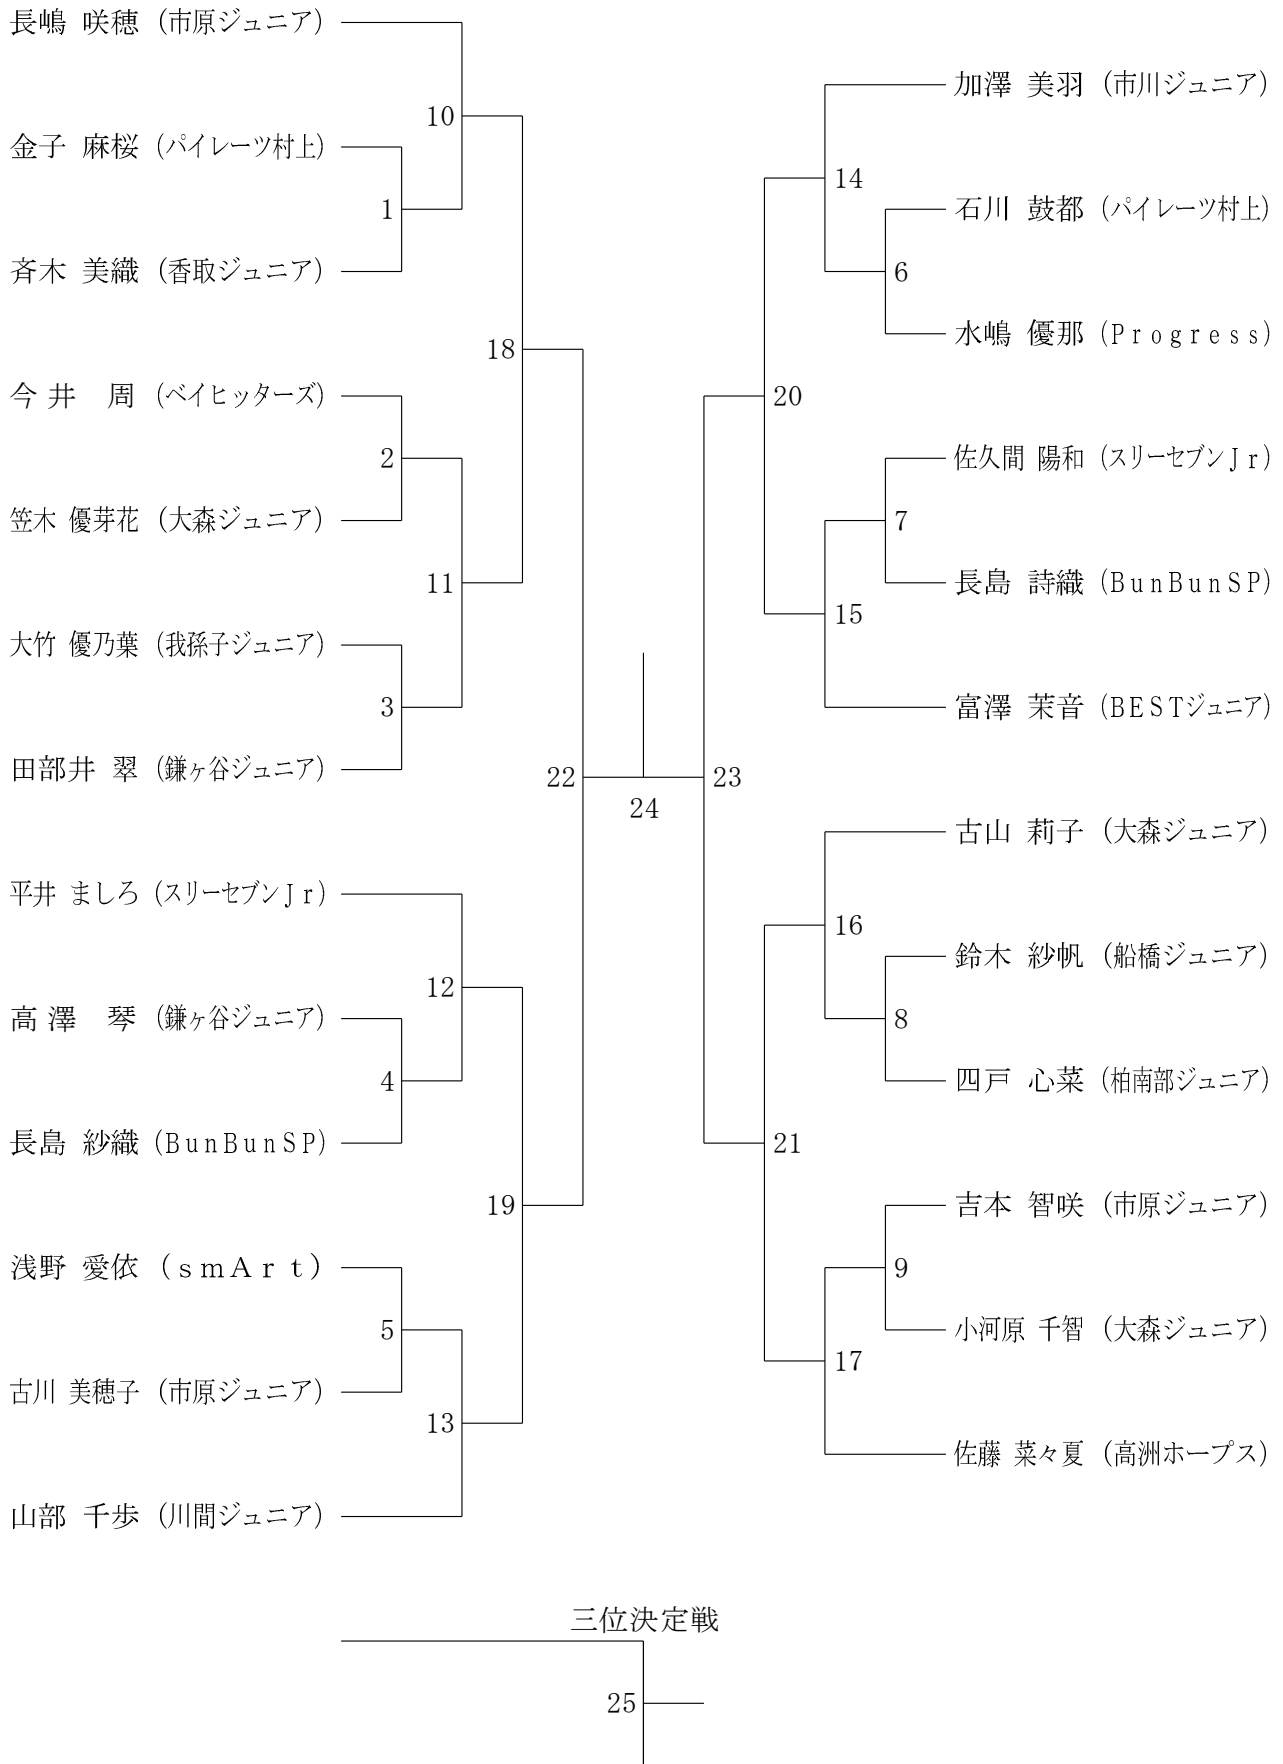 長嶋 咲穂 (市原ジュニア)
10
金子 麻桜 (パイレーツ村上)
1
斉木 美織 (香取ジュニア)
18
今井 周 (ベイヒッターズ)
2
笠木 優芽花 (大森ジュニア)
11
大竹 優乃葉 (我孫子ジュニア)
3
田部井 翠 (鎌ヶ谷ジュニア)
22
平井 ましろ (スリーセブンJr)
12
高澤 琴 (鎌ヶ谷ジュニア)
4
長島 紗織 (BunBunSP)
19
浅野 愛依 (smArt)
5
古川 美穂子 (市原ジュニア)
13
山部 千歩 (川間ジュニア)
24
加澤 美羽 (市川ジュニア)
14
石川 鼓都 (パイレーツ村上)
6
水嶋 優那 (Progress)
20
佐久間 陽和 (スリーセブンJr)
7
長島 詩織 (BunBunSP)
15
富澤 茉音 (BESTジュニア)
23
古山 莉子 (大森ジュニア)
16
鈴木 紗帆 (船橋ジュニア)
8
四戸 心菜 (柏南部ジュニア)
21
吉本 智咲 (市原ジュニア)
9
小河原 千智 (大森ジュニア)
17
佐藤 菜々夏 (高洲ホープス)
三位決定戦
25